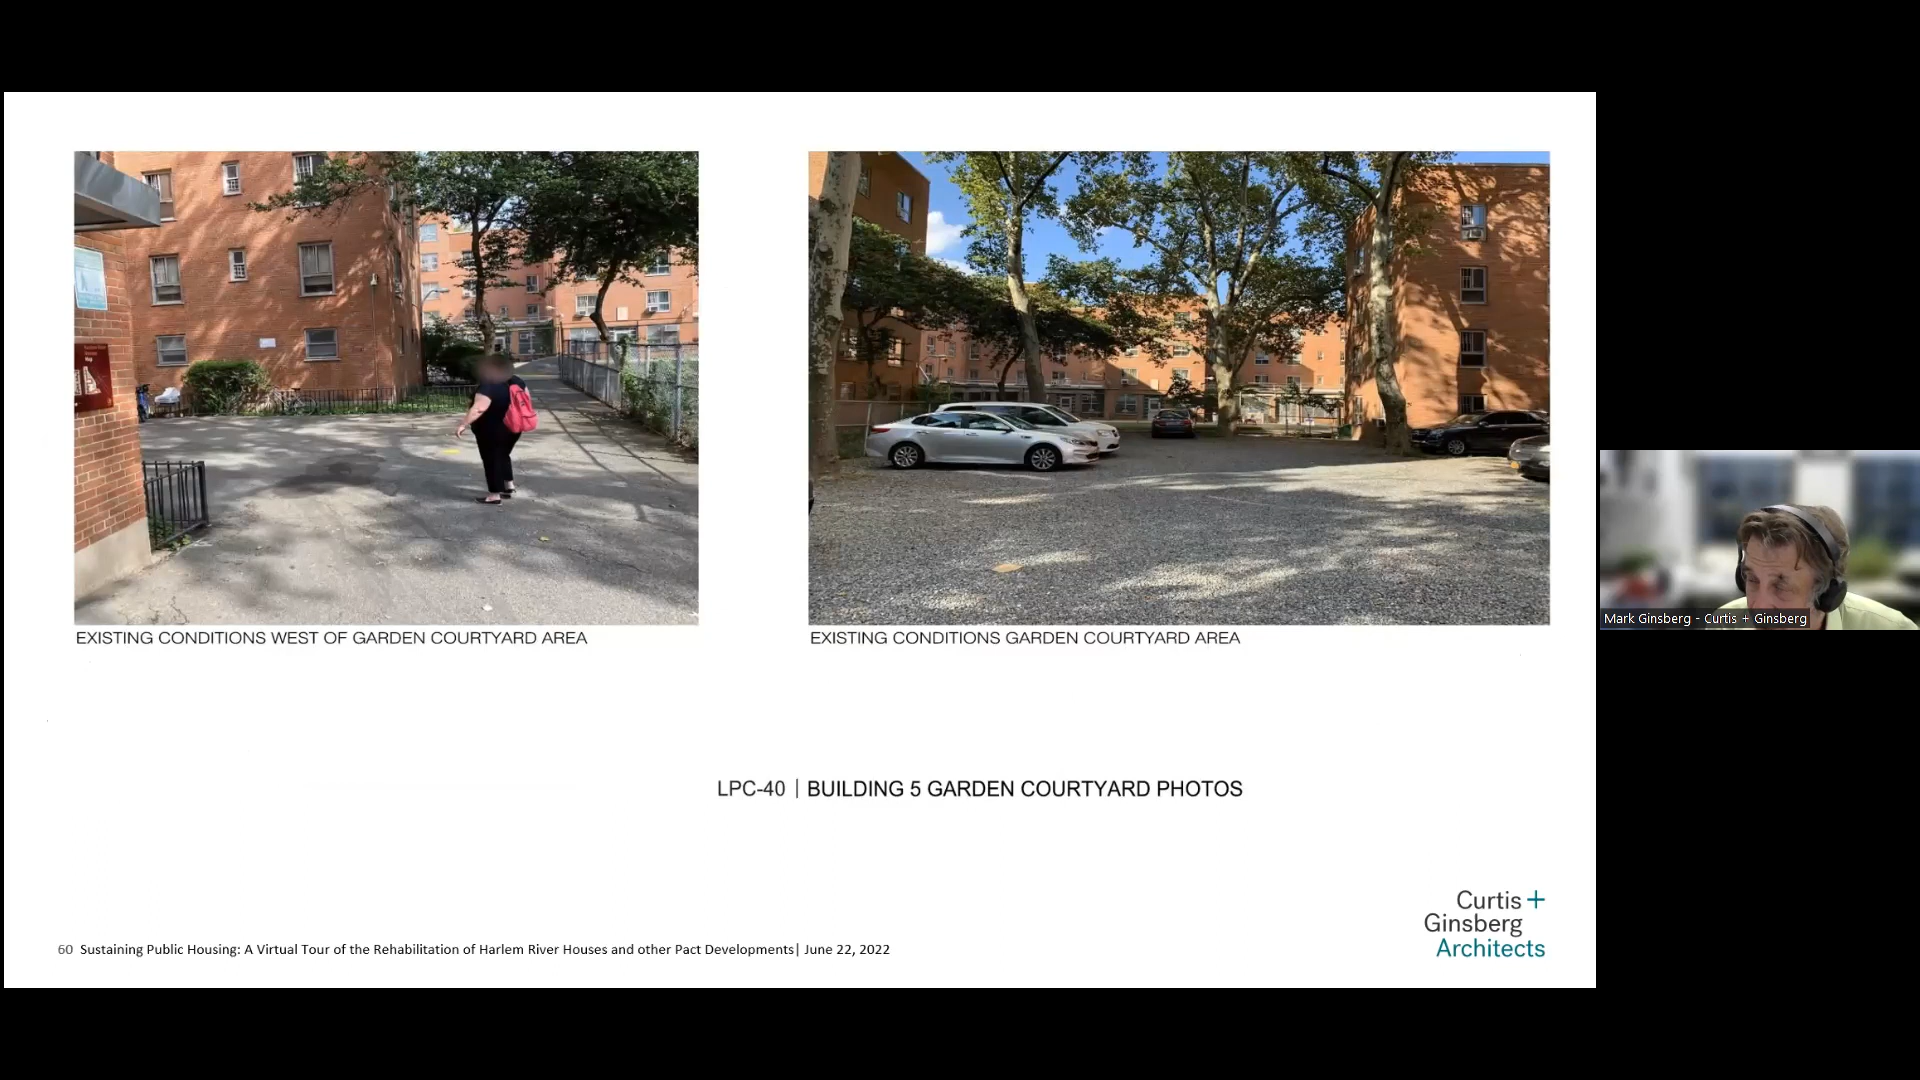 EXISTING CONDITIONS WEST OF GARDEN COURTYARD AREA
EXISTING CONDITIONS GARDEN COURTYARD AREA
Mark Ginsberg - Curtis + Ginsberg
LPC-40 | BUILDING 5 GARDEN COURTYARD PHOTOS
Curtis +
Ginsberg
Architects
60 Sustaining Public Housing: A Virtual Tour of the Rehabilitation of Harlem River Houses and other Pact Developments| June 22, 2022